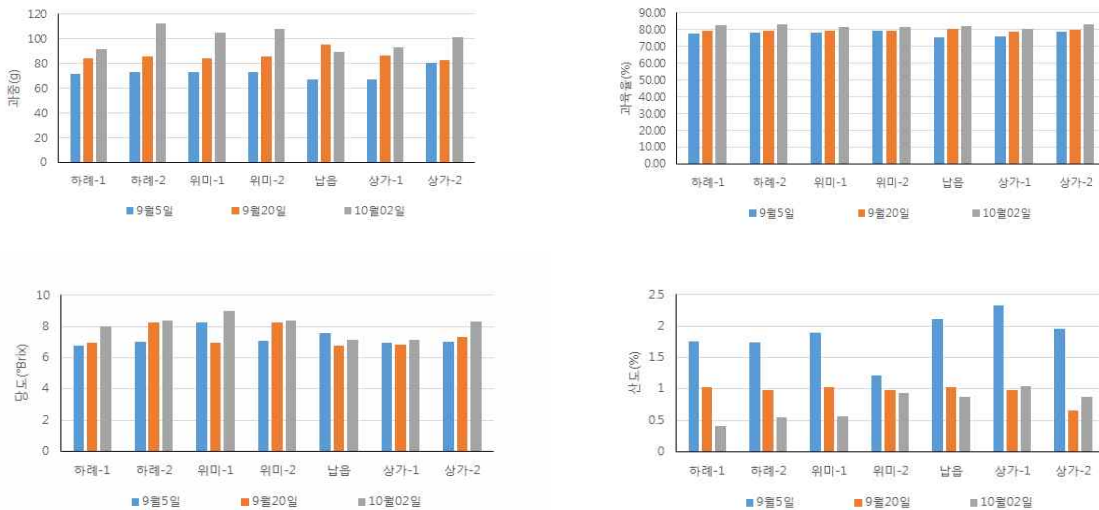 과중(g)
120
100
80
60
40
20
0
하례-1 하례-2 위미-1 위미-2 납읍 상가-1 상가-2
9월5일 9월20일 10월02일
과육율(%)
90.00
80.00
70.00
60.00
50.00
40.00
30.00
20.00
10.00
0.00
하례-1 하례-2 위미-1 위미-2 납읍 상가-1 상가-2
9월5일 9월20일 10월02일
당도(°Brix)
10
8
6
4
2
0
하례-1 하례-2 위미-1 위미-2 납읍 상가-1 상가-2
9월5일 9월20일 10월02일
산도(%)
2.5
2
1.5
1
0.5
0
하례-1 하례-2 위미-1 위미-2 납읍 상가-1 상가-2
9월5일 9월20일 10월02일